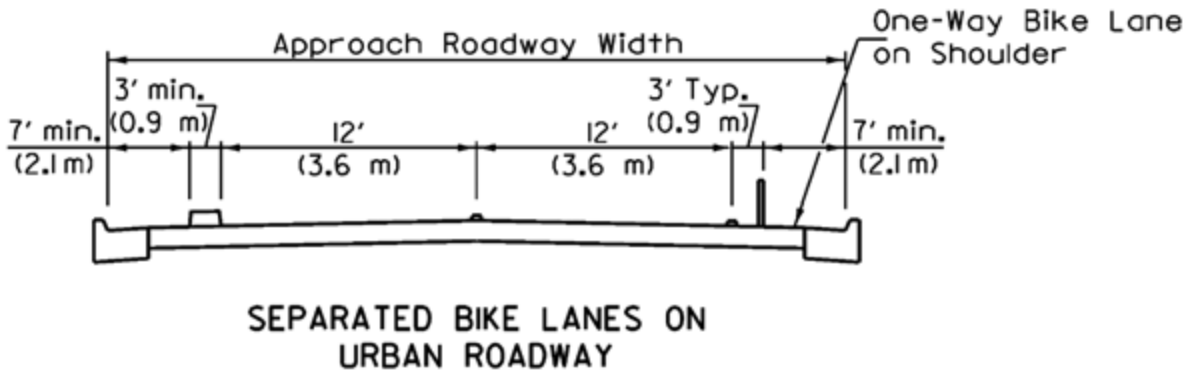 One-Way Bike Lane
on Shoulder
Approach Roadway Width
3' min.
(0.9 m)
3' Typ.
(0.9 m)
7' min.
(2.1 m)
12'
(3.6 m)
12'
(3.6 m)
7' min.
(2.1 m)
SEPARATED BIKE LANES ON
URBAN ROADWAY